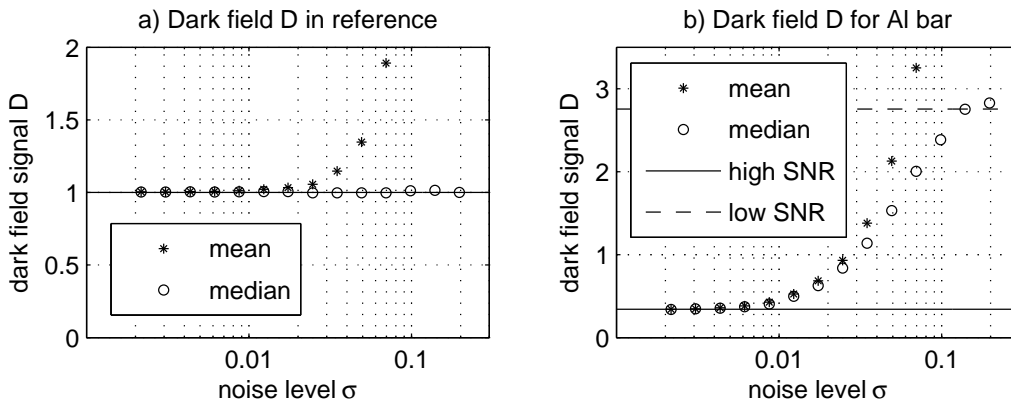 a) Dark field D in reference
dark field signal D
2
1.5
1
0.5
0
0.01
0.1
noise level σ
mean
median
b) Dark field D for Al bar
dark field signal D
3
2
1
0
0.01
0.1
noise level σ
mean
median
high SNR
low SNR